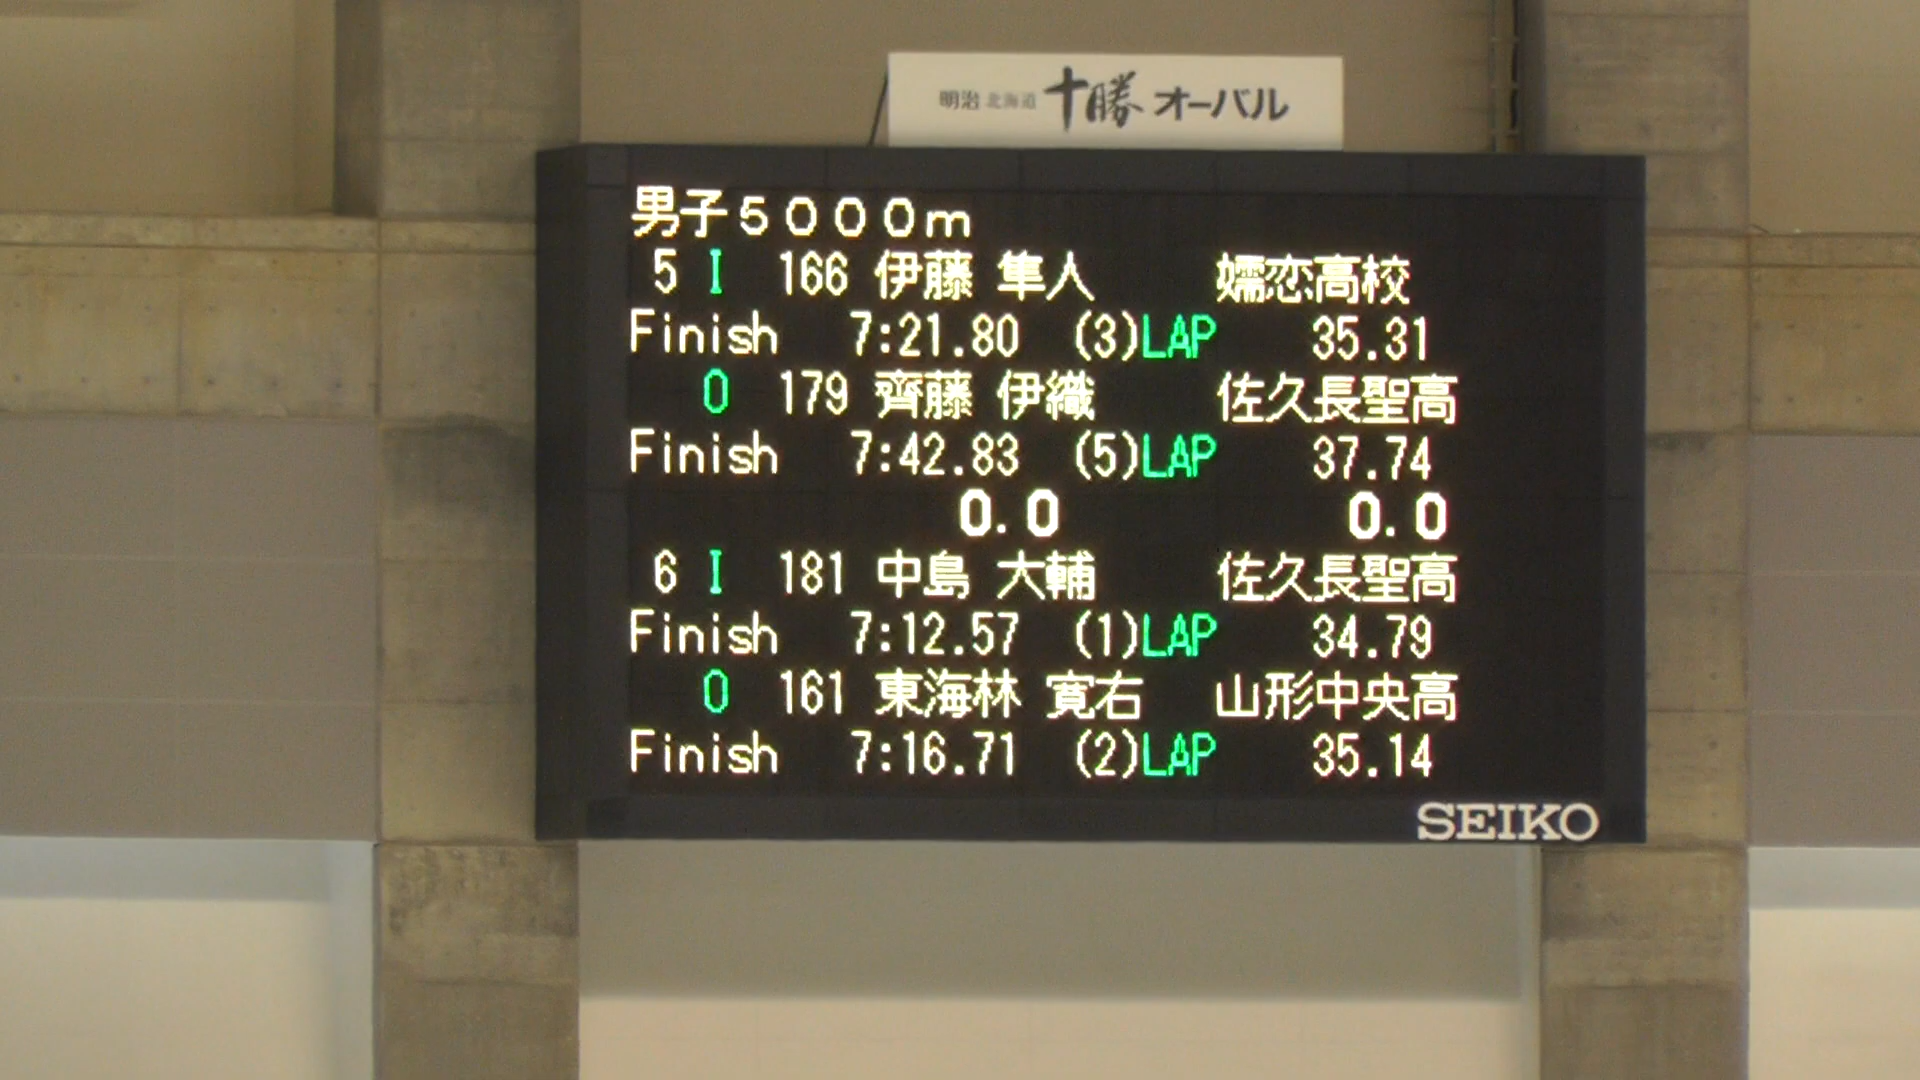 明治 北海道 十勝 オーバル
男子5000m
5 I 166 伊藤 隼人 嬬恋高校
Finish 7:21.80 (3)LAP 35.31
O 179 齊藤 伊織 佐久長聖高
Finish 7:42.83 (5)LAP 37.74
0.0 0.0
6 I 181 中島 大輔 佐久長聖高
Finish 7:12.57 (1)LAP 34.79
O 161 東海林 寛右 山形中央高
Finish 7:16.71 (2)LAP 35.14
SEIKO